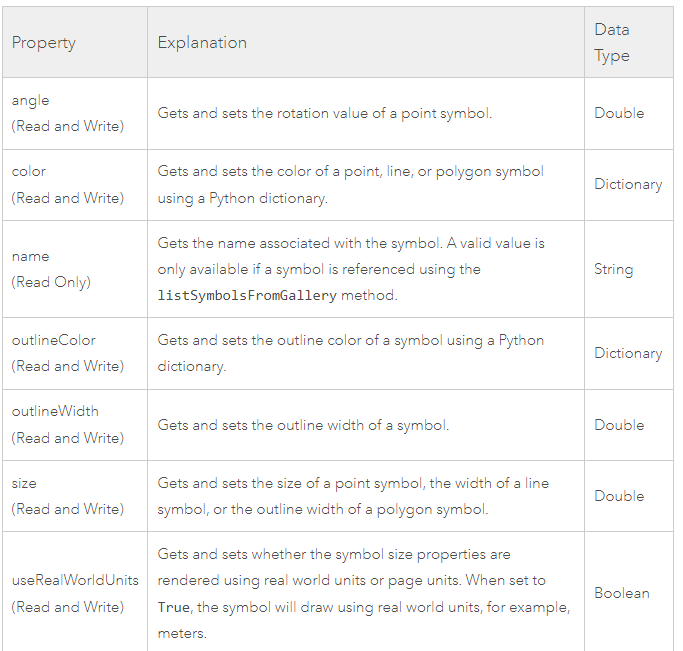 Property Explanation Data
Type
angle
(Read and Write)
Gets and sets the rotation value of a point symbol.
Double
color
(Read and Write)
Gets and sets the color of a point, line, or polygon symbol
using a Python dictionary.
Dictionary
name
(Read Only)
Gets the name associated with the symbol. A valid value is
only available if a symbol is referenced using the
listSymbolsFromGallery method.
String
outlineColor
(Read and Write)
Gets and sets the outline color of a symbol using a Python
dictionary.
Dictionary
outlineWidth
(Read and Write)
Gets and sets the outline width of a symbol.
Double
size
(Read and Write)
Gets and sets the size of a point symbol, the width of a line
symbol, or the outline width of a polygon symbol.
Double
useRealWorldUnits
(Read and Write)
Gets and sets whether the symbol size properties are
rendered using real world units or page units. When set to
True, the symbol will draw using real world units, for example,
meters.
Boolean